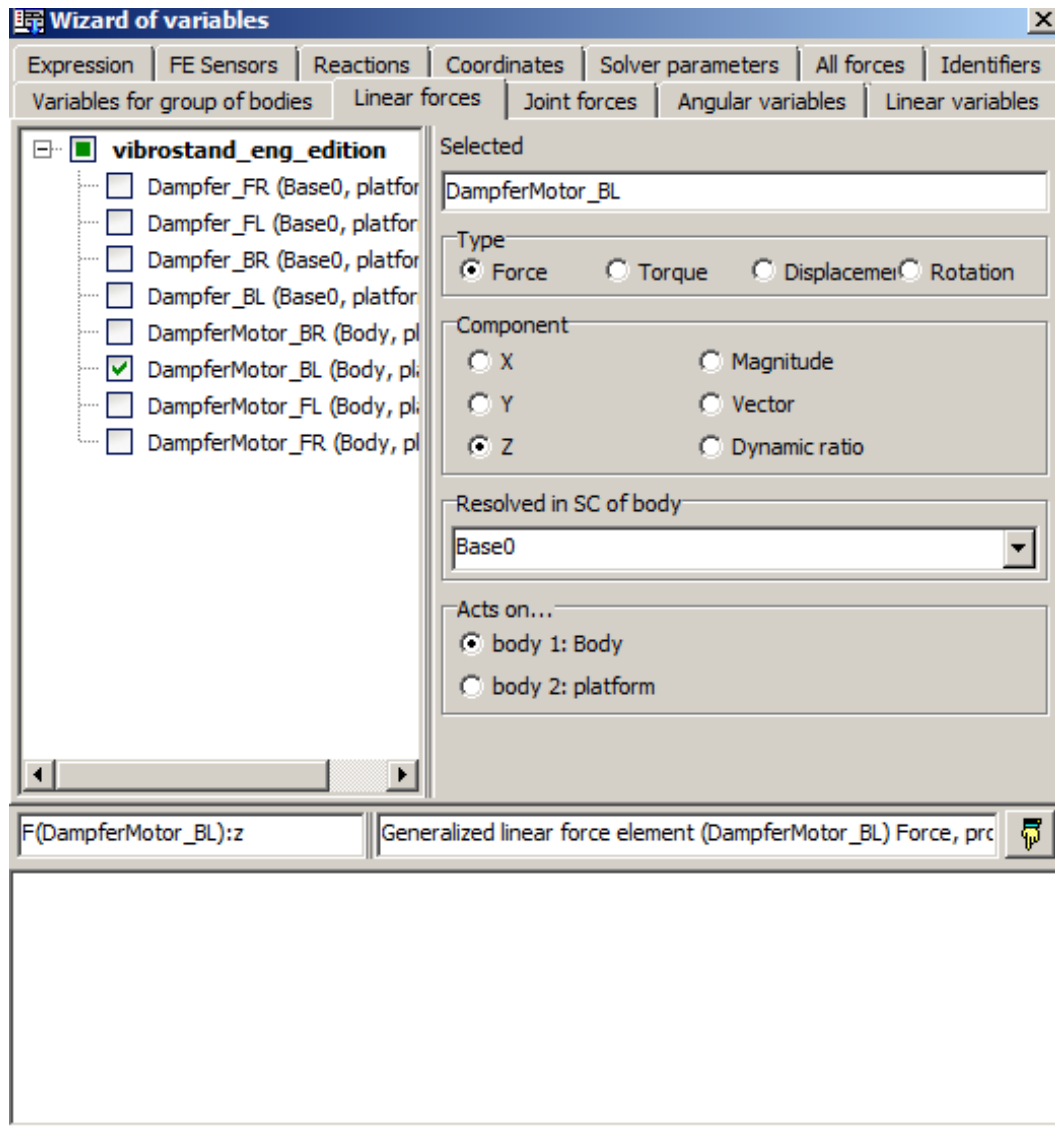 Wizard of variables
Expression FE Sensors Reactions Coordinates Solver parameters All forces Identifiers
Variables for group of bodies Linear forces Joint forces Angular variables Linear variables
vibrostand_eng_edition
Dampfer_FR (Base0, platfor
Dampfer_FL (Base0, platfor
Dampfer_BR (Base0, platfor
Dampfer_BL (Base0, platfor
DampferMotor_BR (Body, pl
DampferMotor_BL (Body, pla
DampferMotor_FL (Body, pla
DampferMotor_FR (Body, pl
Selected
DampferMotor_BL
Type
Force Torque Displacemer Rotation
Component
X Magnitude
Y Vector
Z Dynamic ratio
Resolved in SC of body
Base0
Acts on...
body 1: Body
body 2: platform
F(DampferMotor_BL):z Generalized linear force element (DampferMotor_BL) Force, pro